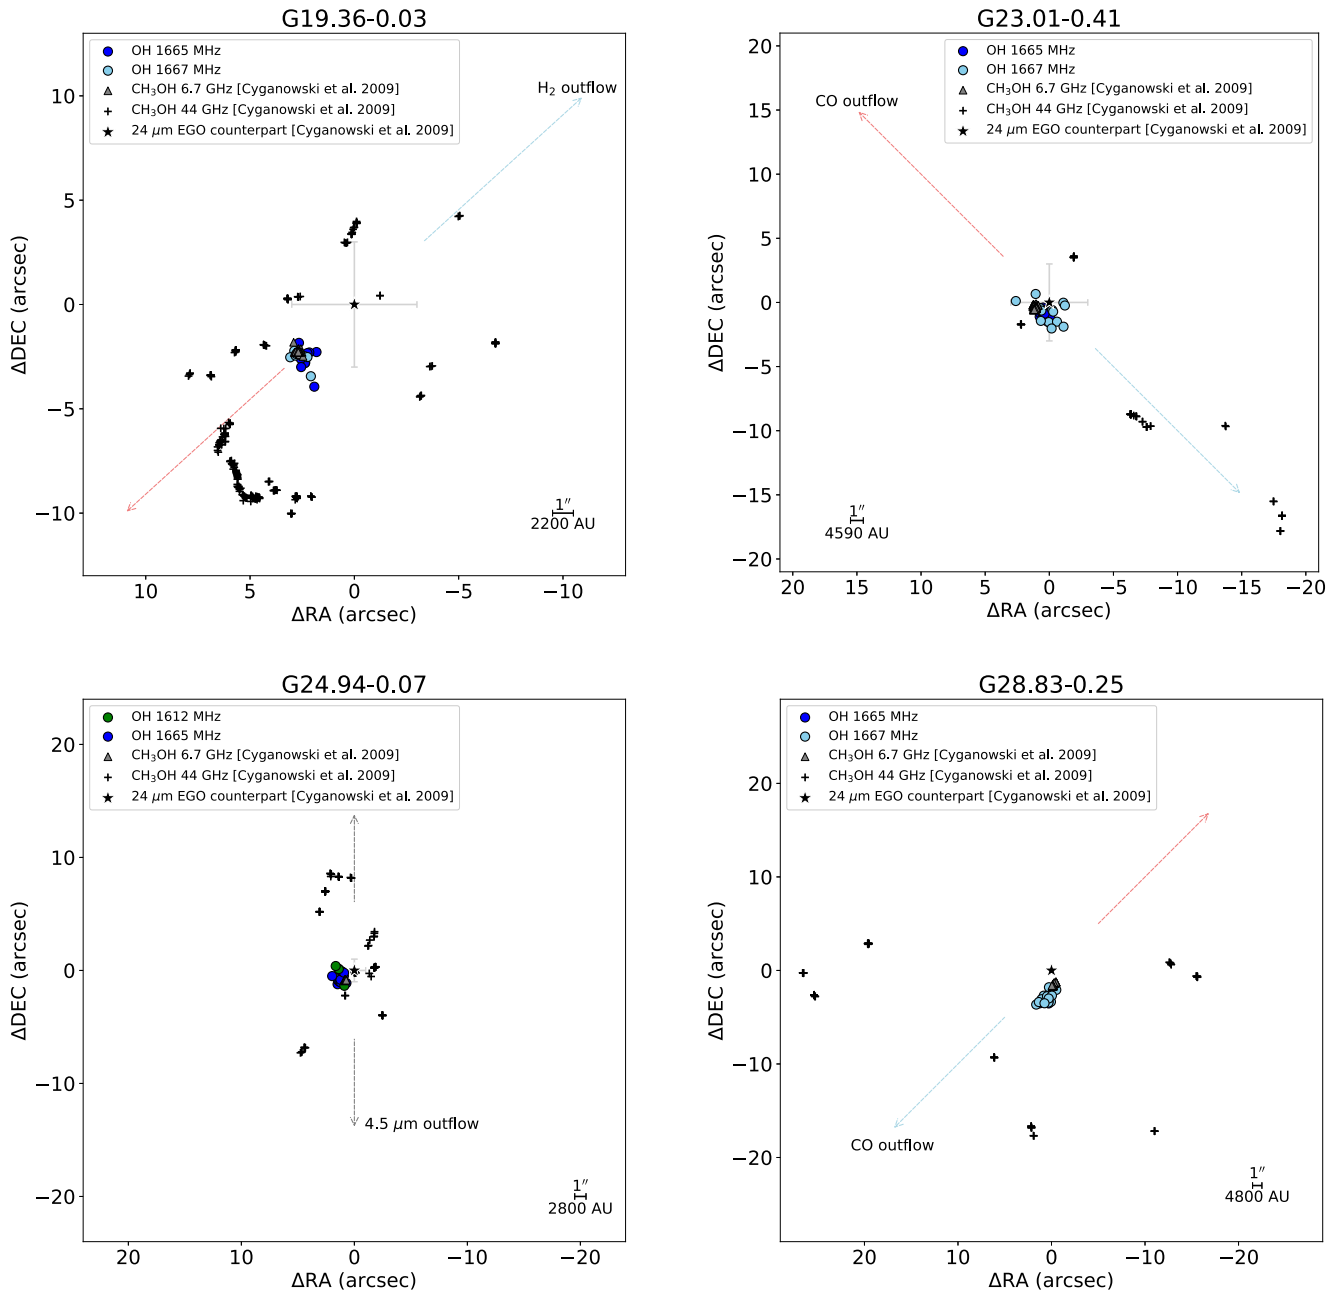 G19.36-0.03
OH 1665 MHz
OH 1667 MHz
CH₃OH 6.7 GHz [Cyganowski et al. 2009]
CH₃OH 44 GHz [Cyganowski et al. 2009]
24 μm EGO counterpart [Cyganowski et al. 2009]
H₂ outflow
10
5
0
−5
−10
ΔDEC (arcsec)
1″
2200 AU
10
5
0
−5
−10
ΔRA (arcsec)
G23.01-0.41
OH 1665 MHz
OH 1667 MHz
CH₃OH 6.7 GHz [Cyganowski et al. 2009]
CH₃OH 44 GHz [Cyganowski et al. 2009]
24 μm EGO counterpart [Cyganowski et al. 2009]
CO outflow
20
15
10
5
0
−5
−10
−15
−20
ΔDEC (arcsec)
1″
4590 AU
20
15
10
5
0
−5
−10
−15
−20
ΔRA (arcsec)
G24.94-0.07
OH 1612 MHz
OH 1665 MHz
CH₃OH 6.7 GHz [Cyganowski et al. 2009]
CH₃OH 44 GHz [Cyganowski et al. 2009]
24 μm EGO counterpart [Cyganowski et al. 2009]
20
10
0
−10
−20
ΔDEC (arcsec)
4.5 μm outflow
1″
2800 AU
20
10
0
−10
−20
ΔRA (arcsec)
G28.83-0.25
OH 1665 MHz
OH 1667 MHz
CH₃OH 6.7 GHz [Cyganowski et al. 2009]
CH₃OH 44 GHz [Cyganowski et al. 2009]
24 μm EGO counterpart [Cyganowski et al. 2009]
20
10
0
−10
−20
ΔDEC (arcsec)
CO outflow
1″
4800 AU
20
10
0
−10
−20
ΔRA (arcsec)